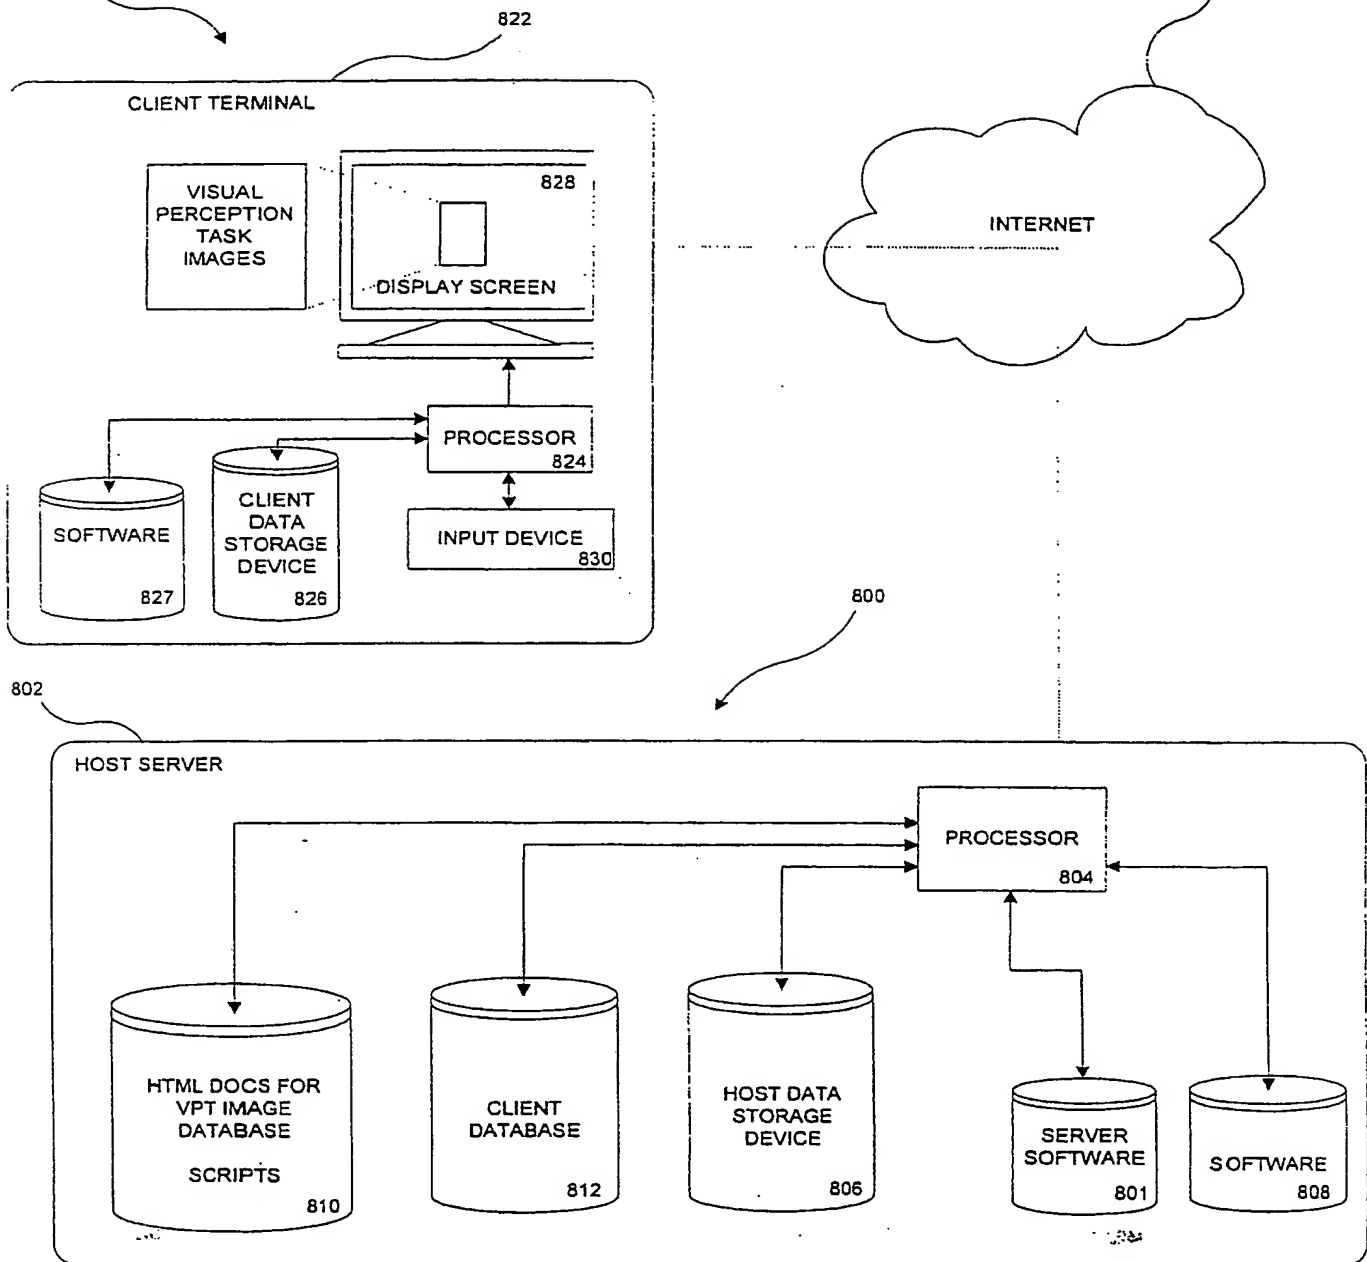 822
CLIENT TERMINAL
VISUAL
PERCEPTION
TASK
IMAGES
828
DISPLAY SCREEN
INTERNET
PROCESSOR
824
SOFTWARE
827
CLIENT
DATA
STORAGE
DEVICE
826
INPUT DEVICE
830
800
802
HOST SERVER
PROCESSOR
804
HTML DOCS FOR
VPT IMAGE
DATABASE
SCRIPTS
810
CLIENT
DATABASE
812
HOST DATA
STORAGE
DEVICE
806
SERVER
SOFTWARE
801
SOFTWARE
808